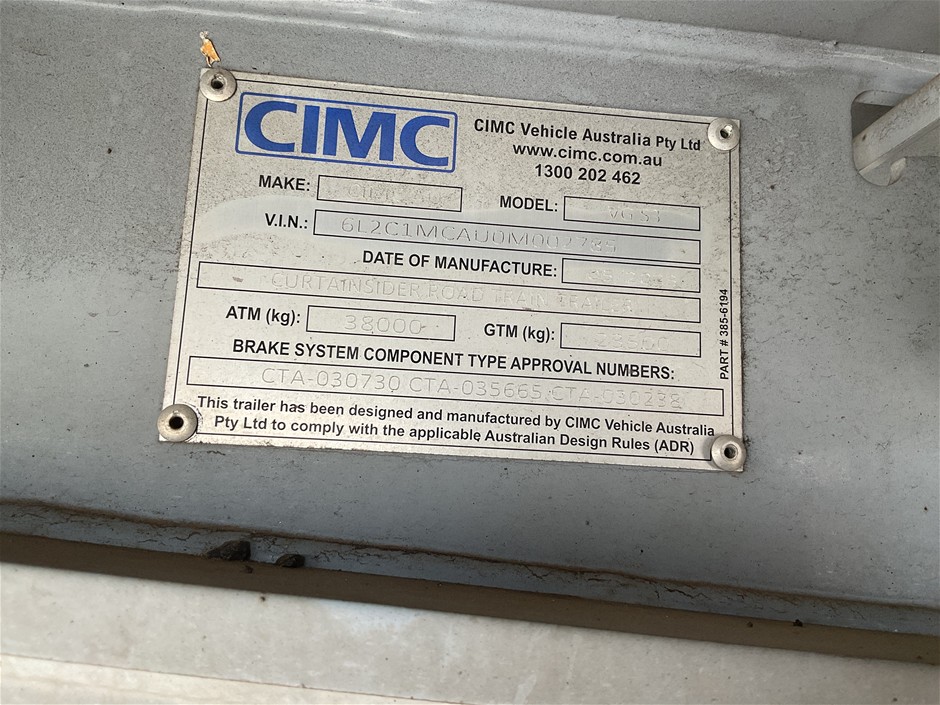 CIMC
CIMC Vehicle Australia Pty Ltd
www.cimc.com.au
1300 202 462
MAKE:
MODEL: VG S3
V.I.N.: 6L2C1MCAU0M002785
DATE OF MANUFACTURE:
CURTAINSIDER ROAD TRAIN
ATM (kg): 38000 GTM (kg):
BRAKE SYSTEM COMPONENT TYPE APPROVAL NUMBERS:
CTA-030730 CTA-035665 CTA-030238
This trailer has been designed and manufactured by CIMC Vehicle Australia
Pty Ltd to comply with the applicable Australian Design Rules (ADR)
PART # 385-6194